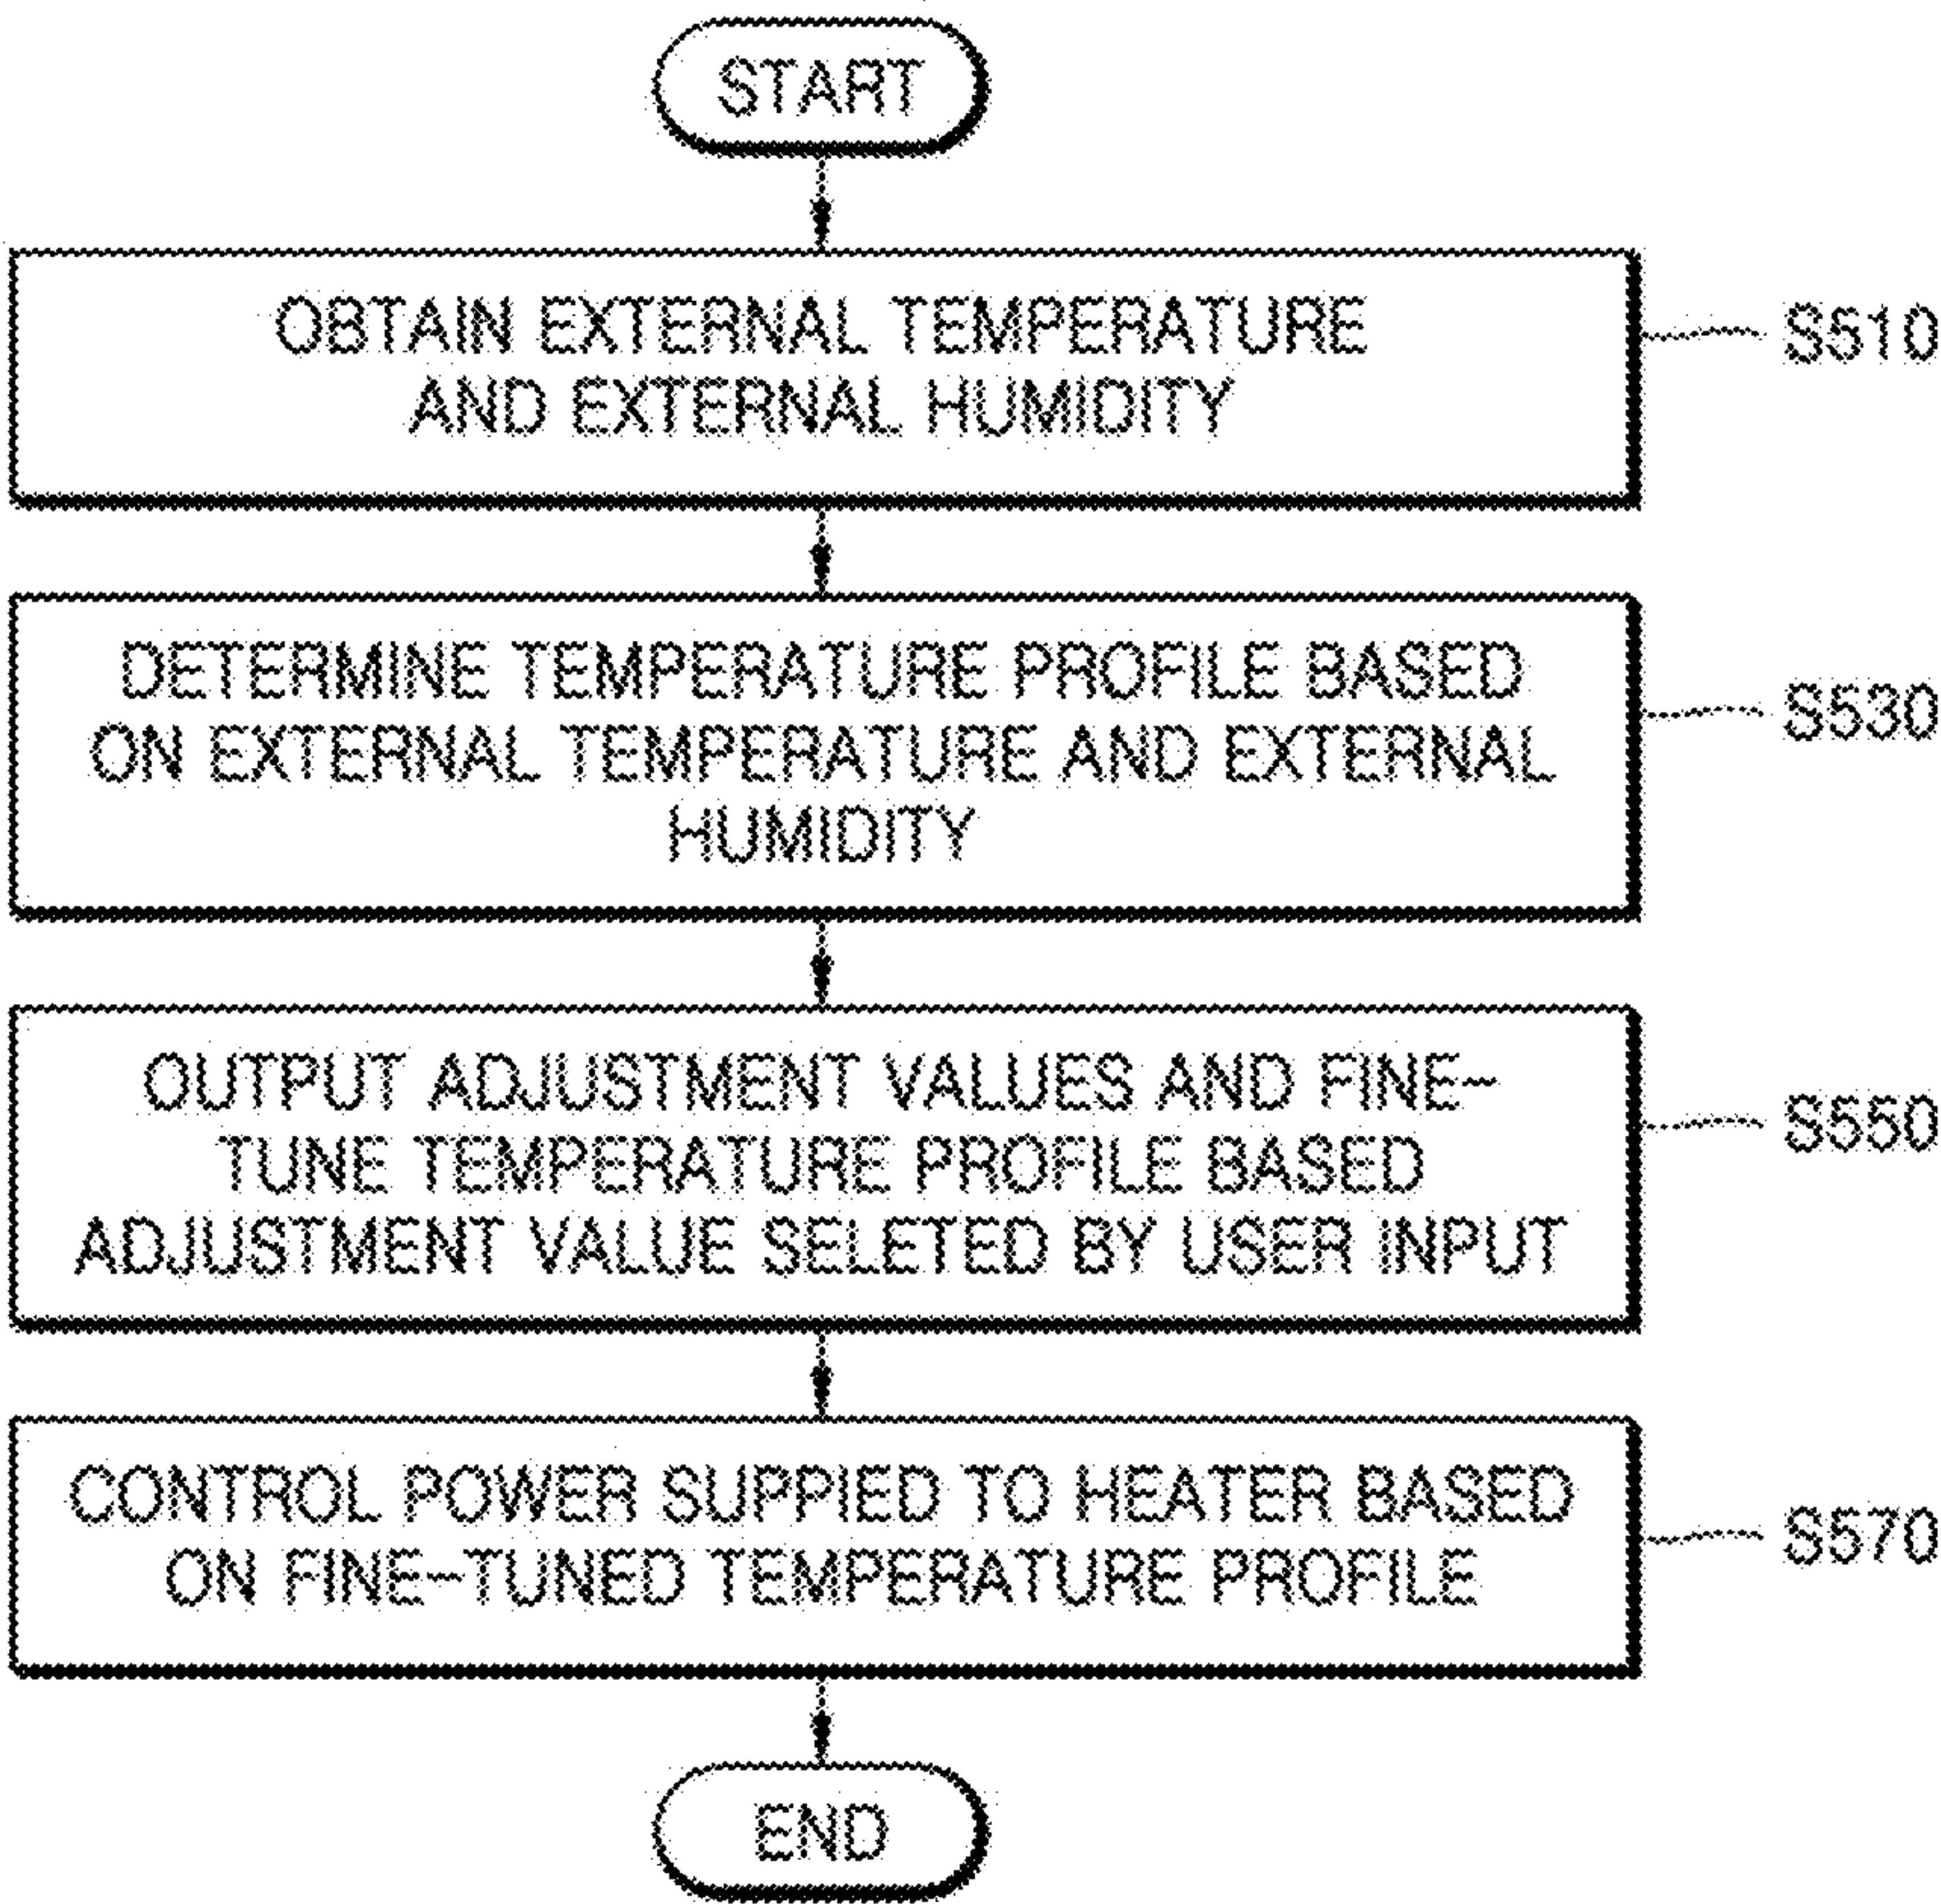 START
OBTAIN EXTERNAL TEMPERATURE
AND EXTERNAL HUMIDITY
S510
DETERMINE TEMPERATURE PROFILE BASED
ON EXTERNAL TEMPERATURE AND EXTERNAL
HUMIDITY
S530
OUTPUT ADJUSTMENT VALUES AND FINE-
TUNE TEMPERATURE PROFILE BASED
ADJUSTMENT VALUE SELETED BY USER INPUT
S550
CONTROL POWER SUPPIED TO HEATER BASED
ON FINE-TUNED TEMPERATURE PROFILE
S570
END